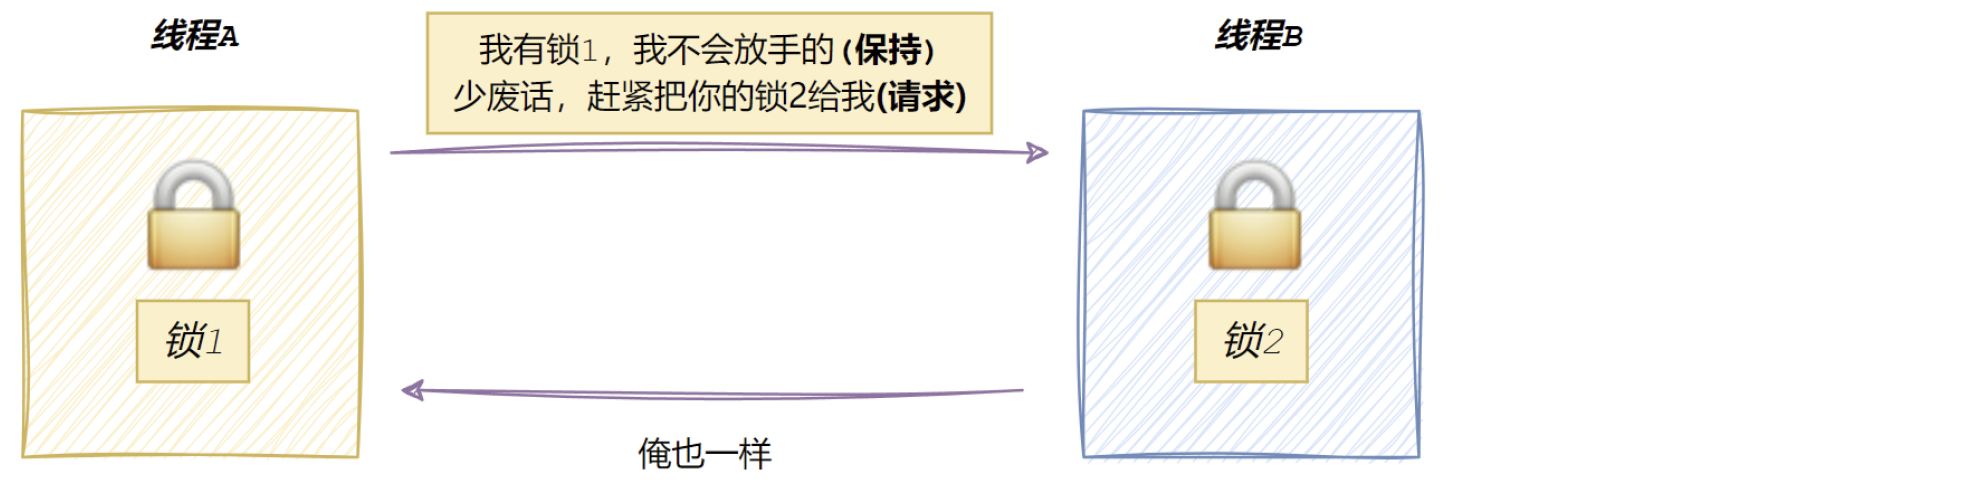 线程A
我有锁1，我不会放手的(保持)
少废话，赶紧把你的锁2给我(请求)
线程B
锁1
锁2
俺也一样